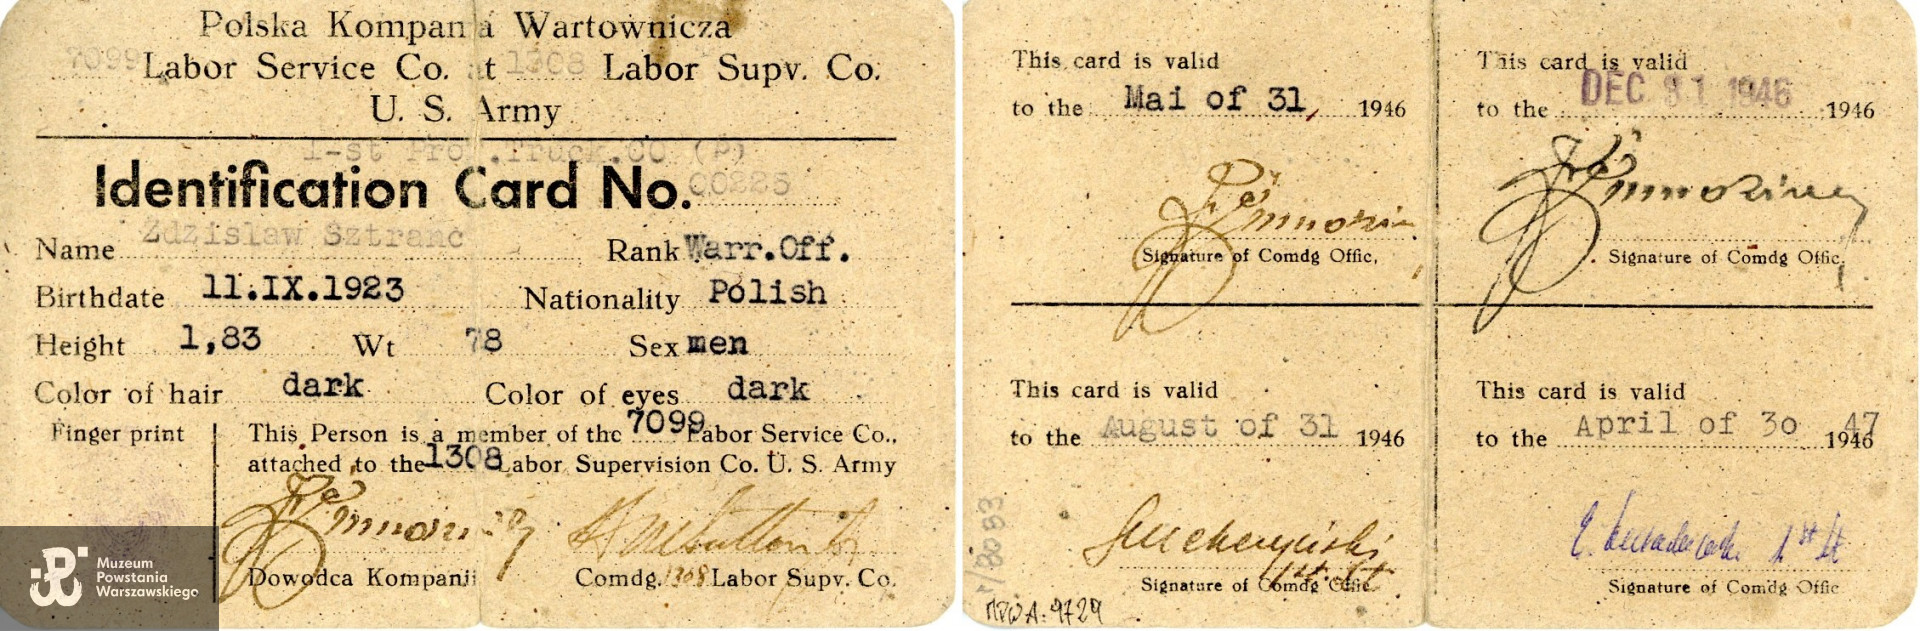 Polska Kompania Wartownicza
7099 Labor Service Co. at 1308 Labor Supv. Co.
U. S. Army
1-st Pro .Truck.CO (P)
Identification Card No. 00225
Name Zdzislaw Sztranc Rank Warr.Off.
Birthdate 11.IX.1923 Nationality Polish
Height 1,83 Wt 78 Sex men
Color of hair dark Color of eyes dark
Finger print
This Person is a member of the 7099 Labor Service Co.,
attached to the 1308 Labor Supervision Co. U. S. Army
Dowodca Kompanji Comdg. 1308 Labor Supv. Co.
Muzeum
Powstania
Warszawskiego
This card is valid
to the Mai of 31, 1946
Signature of Comdg Offic.
This card is valid
to the DEC 31 1946 1946
Signature of Comdg Offic.
This card is valid
to the August of 31 1946
1st. Lt
Signature of Comdg Offic.
This card is valid
to the April of 30 1946 47
1st Lt
Signature of Comdg Offic
MPW A. 9729